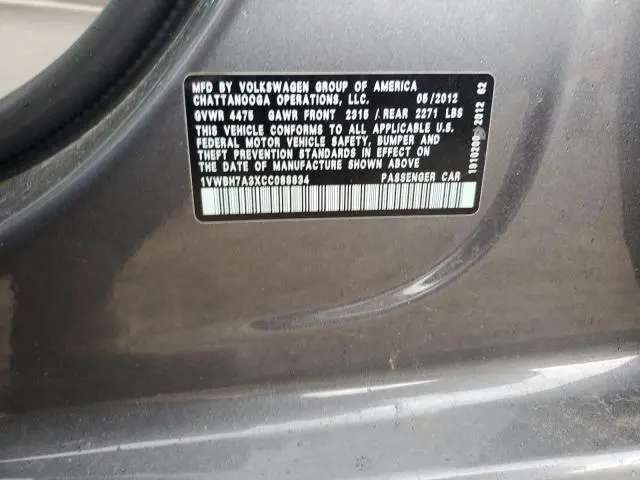 MFD BY VOLKSWAGEN GROUP OF AMERICA
CHATTANOOGA OPERATIONS, LLC. 05/2012
GVWR 4475 GAWR FRONT 2315 / REAR 2271 LBS
THIS VEHICLE CONFORMS TO ALL APPLICABLE U.S.
FEDERAL MOTOR VEHICLE SAFETY, BUMPER AND
THEFT PREVENTION STANDARDS IN EFFECT ON
THE DATE OF MANUFACTURE SHOWN ABOVE
PASSENGER CAR
2012 02